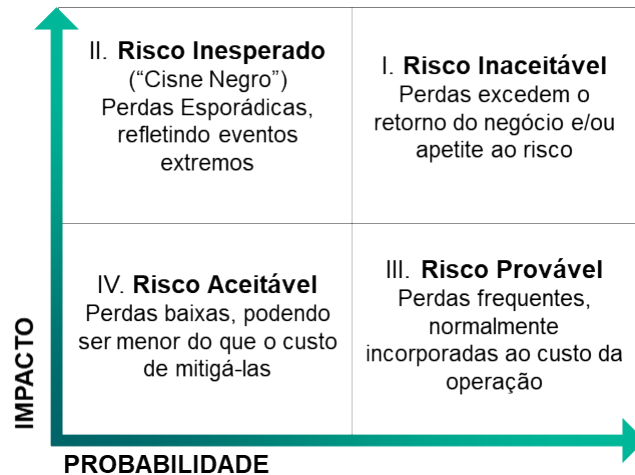 II. Risco Inesperado
(“Cisne Negro”)
Perdas Esporádicas,
refletindo eventos
extremos
I. Risco Inaceitável
Perdas excedem o
retorno do negócio e/ou
apetite ao risco
IV. Risco Aceitável
Perdas baixas, podendo
ser menor do que o custo
de mitigá-las
III. Risco Provável
Perdas frequentes,
normalmente
incorporadas ao custo da
operação
IMPACTO
PROBABILIDADE